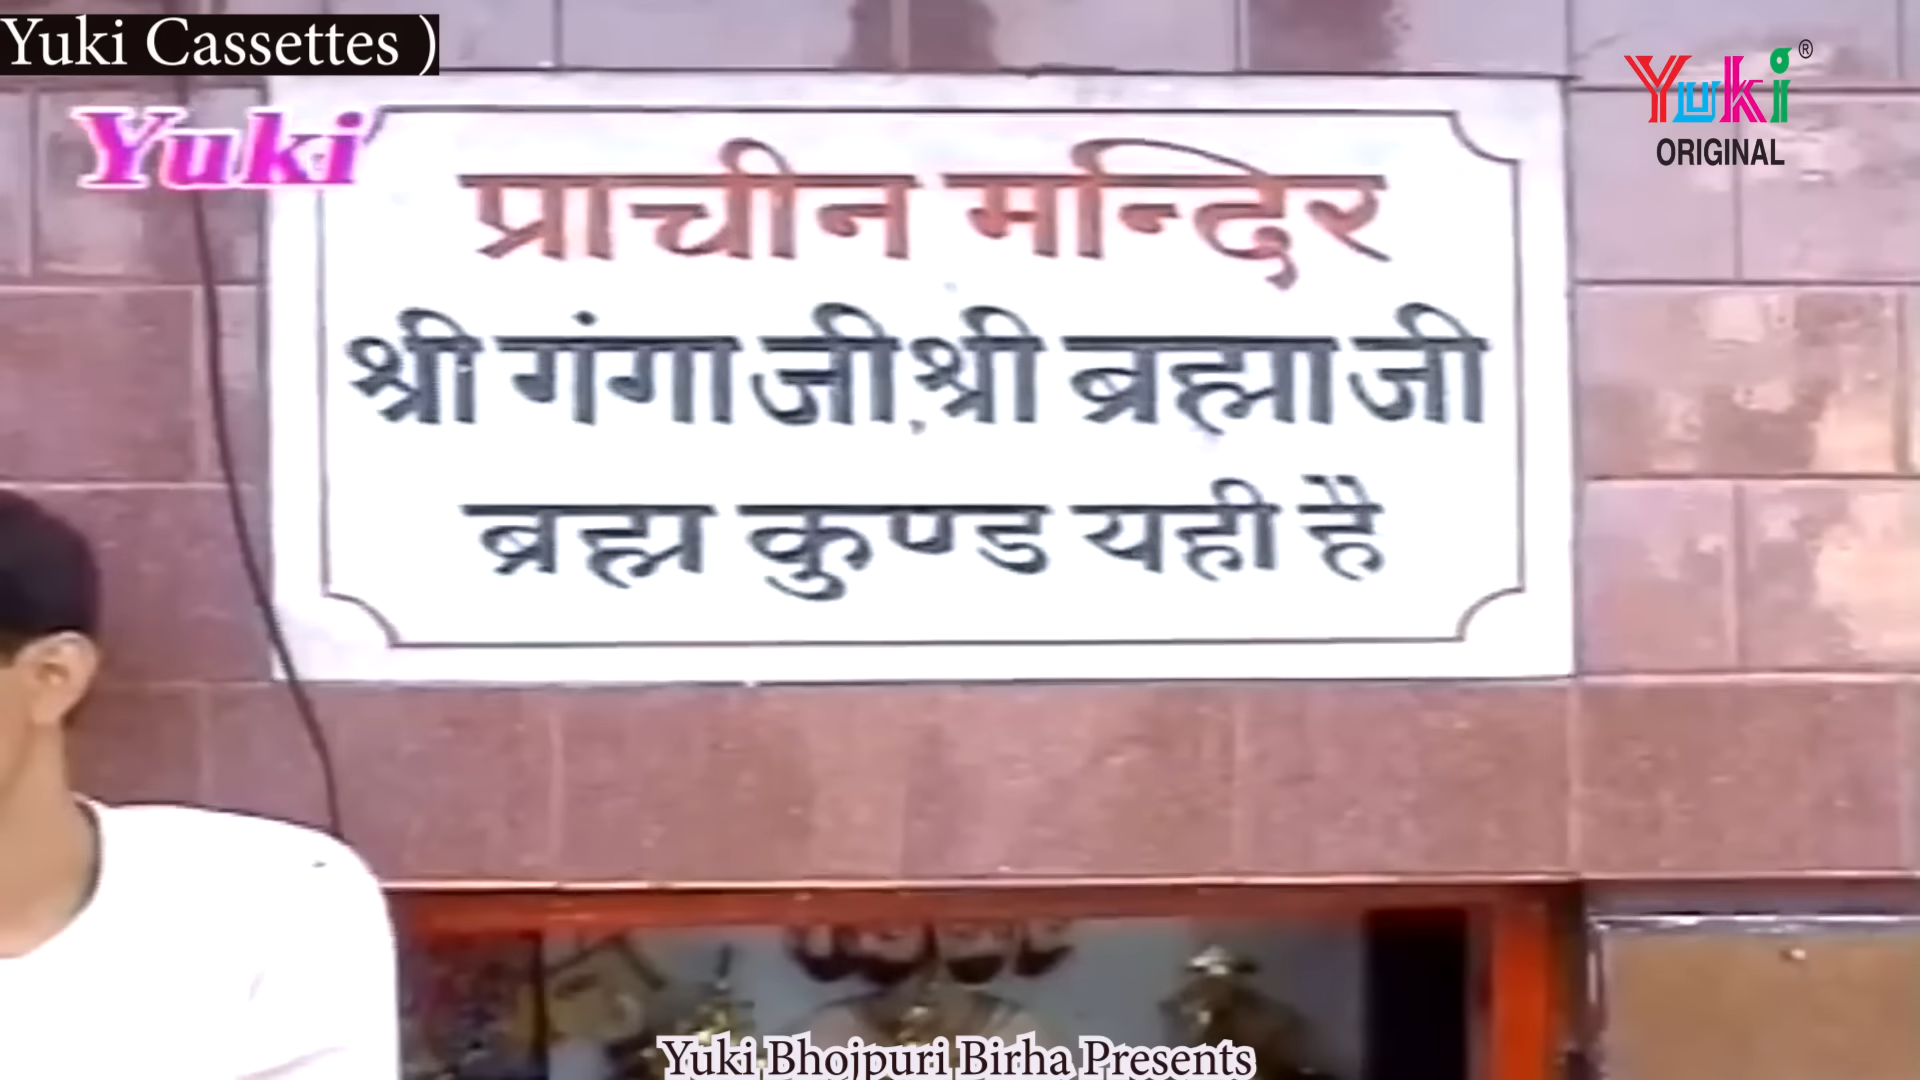 Yuki Cassettes )
Yuki
Yuki ®
ORIGINAL
प्राचीन मन्दिर
श्री गंगा जी, श्री ब्रह्मा जी
ब्रह्म कुण्ड यही है
Yuki Bhojpuri Birha Presents